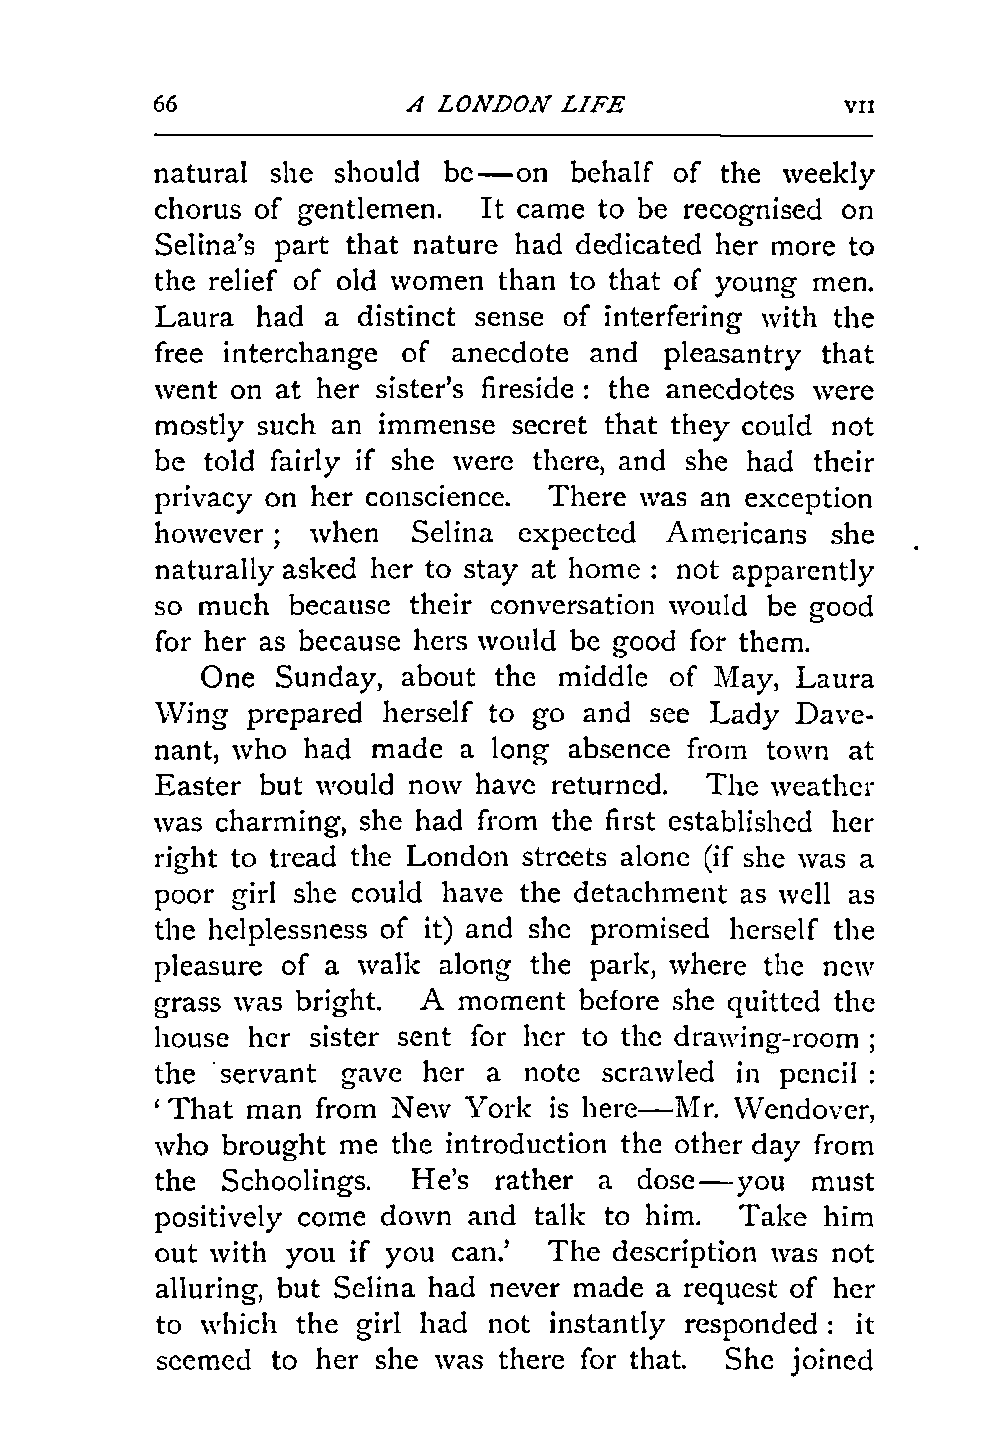 66 A LONDON LIFE VII
natural she should be—on behalf of the weekly
chorus of gentlemen. It came to be recognised on
Selina's part that nature had dedicated her more to
the relief of old women than to that of young men.
Laura had a distinct sense of interfering with the
free interchange of anecdote and pleasantry that
went on at her sister's fireside : the anecdotes were
mostly such an immense secret that they could not
be told fairly if she were there, and she had their
privacy on her conscience. There was an exception
however ; when Selina expected Americans she
naturally asked her to stay at home : not apparently
so much because their conversation would be good
for her as because hers would be good for them.
One Sunday, about the middle of May, Laura
Wing prepared herself to go and see Lady Dave-
nant, who had made a long absence from town at
Easter but would now have returned. The weather
was charming, she had from the first established her
right to tread the London streets alone (if she was a
poor girl she could have the detachment as well as
the helplessness of it) and she promised herself the
pleasure of a walk along the park, where the new
grass was bright. A moment before she quitted the
house her sister sent for her to the drawing-room ;
the servant gave her a note scrawled in pencil :
‘ That man from New York is here—Mr. Wendover,
who brought me the introduction the other day from
the Schoolings. He's rather a dose—you must
positively come down and talk to him. Take him
out with you if you can.’ The description was not
alluring, but Selina had never made a request of her
to which the girl had not instantly responded : it
seemed to her she was there for that. She joined